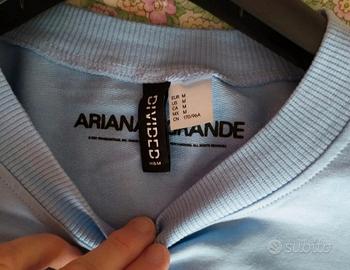 ARIANA GRANDE
DIVIDED
H&M
EUR M
US M
CA M
MX M
CN 170/96A
subito